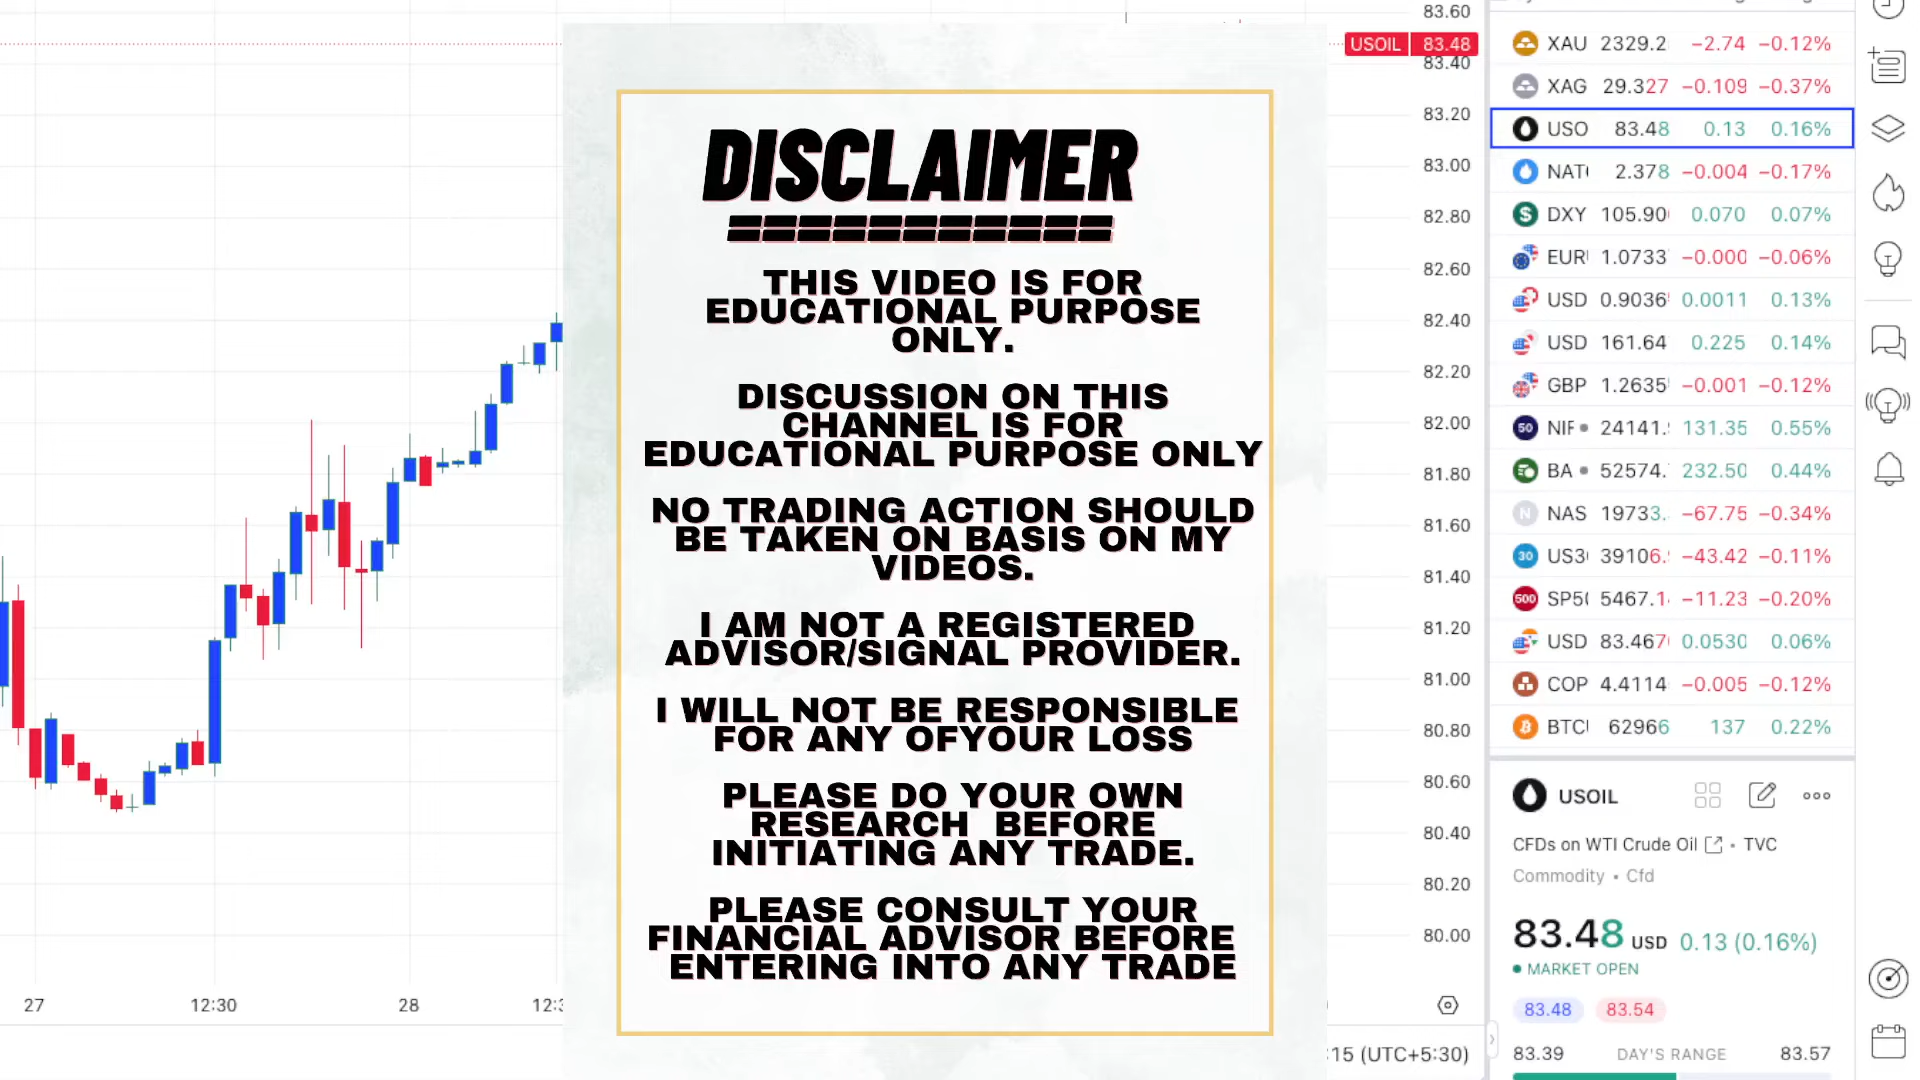 DISCLAIMER
===========
THIS VIDEO IS FOR
EDUCATIONAL PURPOSE
ONLY.
DISCUSSION ON THIS
CHANNEL IS FOR
EDUCATIONAL PURPOSE ONLY
NO TRADING ACTION SHOULD
BE TAKEN ON BASIS ON MY
VIDEOS.
I AM NOT A REGISTERED
ADVISOR/SIGNAL PROVIDER.
I WILL NOT BE RESPONSIBLE
FOR ANY OFYOUR LOSS
PLEASE DO YOUR OWN
RESEARCH BEFORE
INITIATING ANY TRADE.
PLEASE CONSULT YOUR
FINANCIAL ADVISOR BEFORE
ENTERING INTO ANY TRADE
27 12:30 28
83.60
USOIL 83.48
83.40
83.20
83.00
82.80
82.60
82.40
82.20
82.00
81.80
81.60
81.40
81.20
81.00
80.80
80.60
80.40
80.20
80.00
:15 (UTC+5:30)
XAU 2329.2 −2.74 −0.12%
XAG 29.327 −0.109 −0.37%
USO 83.48 0.13 0.16%
NAT 2.378 −0.004 −0.17%
DXY 105.90 0.070 0.07%
EUR 1.0733 −0.000 −0.06%
USD 0.9036 0.0011 0.13%
USD 161.64 0.225 0.14%
GBP 1.2635 −0.001 −0.12%
50 NIF 24141. 131.35 0.55%
BA 52574. 232.50 0.44%
N NAS 19733. −67.75 −0.34%
30 US3 39106. −43.42 −0.11%
500 SP5 5467.1 −11.23 −0.20%
USD 83.467 0.0530 0.06%
COP 4.4114 −0.005 −0.12%
BTC 62966 137 0.22%
USOIL
CFDs on WTI Crude Oil • TVC
Commodity • Cfd
83.48 USD 0.13 (0.16%)
MARKET OPEN
83.48 83.54
83.39 DAY'S RANGE 83.57